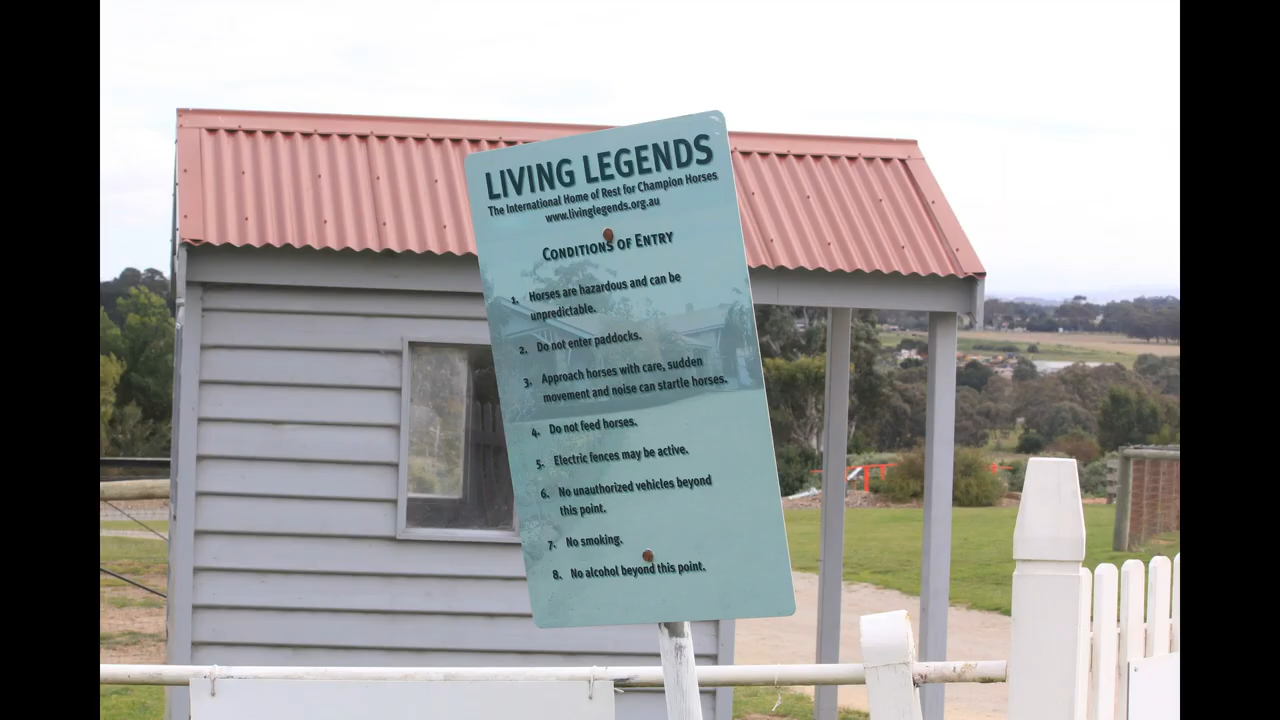 LIVING LEGENDS
The International Home of Rest for Champion Horses
www.livinglegends.org.au
CONDITIONS OF ENTRY
1. Horses are hazardous and can be
unpredictable.
2. Do not enter paddocks.
3. Approach horses with care, sudden
movement and noise can startle horses.
4. Do not feed horses.
5. Electric fences may be active.
6. No unauthorized vehicles beyond
this point.
7. No smoking.
8. No alcohol beyond this point.